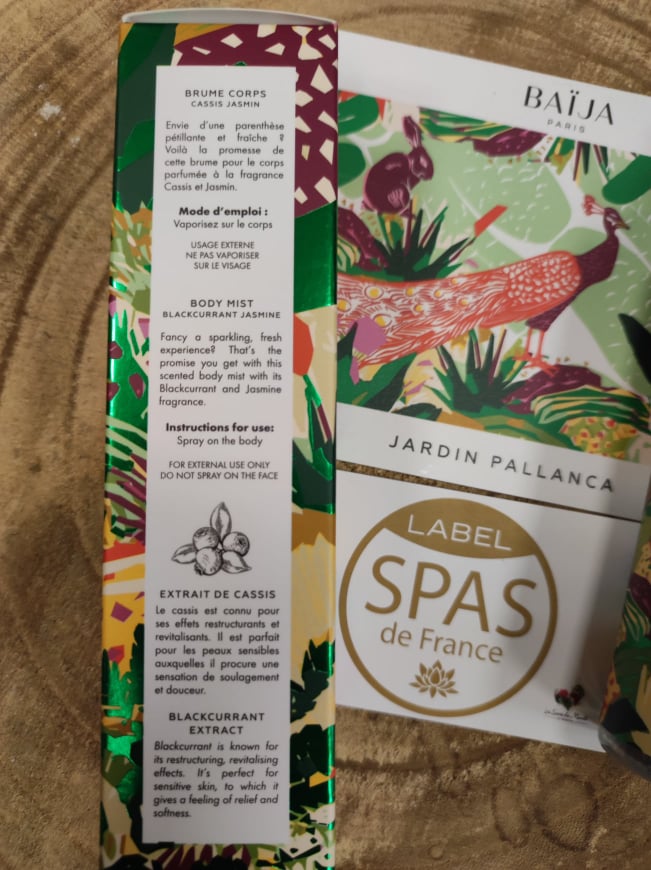 BRUME CORPS
CASSIS JASMIN
Envie d'une parenthèse
pétillante et fraîche ?
Voilà la promesse de
cette brume pour le corps
parfumée à la fragrance
Cassis et Jasmin.
Mode d'emploi :
Vaporisez sur le corps
USAGE EXTERNE
NE PAS VAPORISER
SUR LE VISAGE
BODY MIST
BLACKCURRANT JASMINE
Fancy a sparkling, fresh
experience? That's the
promise you get with this
scented body mist with its
Blackcurrant and Jasmine
fragrance.
Instructions for use:
Spray on the body
FOR EXTERNAL USE ONLY
DO NOT SPRAY ON THE FACE
EXTRAIT DE CASSIS
Le cassis est connu pour
ses effets restructurants et
revitalisants. Il est parfait
pour les peaux sensibles
auxquelles il procure une
sensation de soulagement
et douceur.
BLACKCURRANT
EXTRACT
Blackcurrant is known for
its restructuring, revitalising
effects. It's perfect for
sensitive skin, to which it
gives a feeling of relief and
softness.
BAÏJA
PARIS
JARDIN PALLANCA
LABEL
SPAS
de France